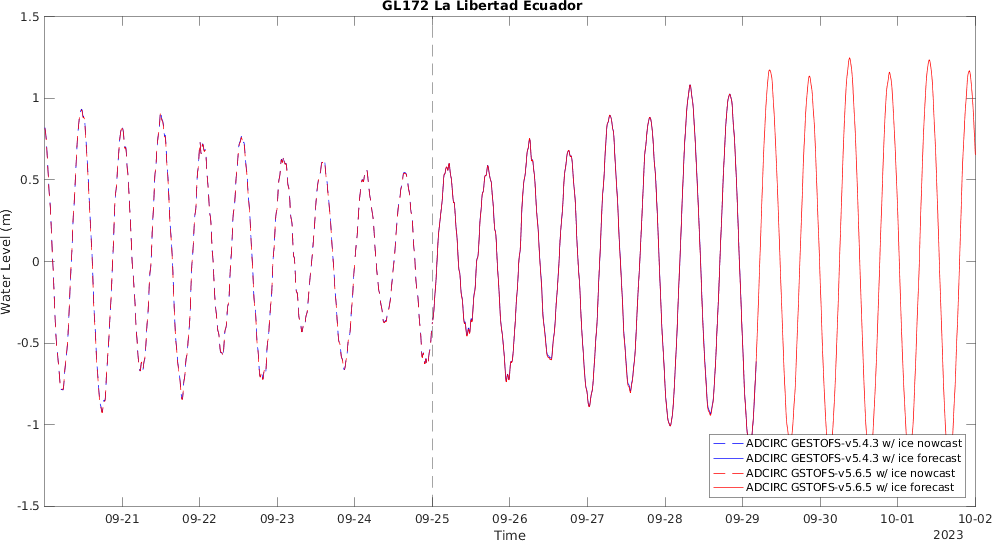 GL172 La Libertad Ecuador
1.5
1
0.5
0
-0.5
-1
-1.5
Water Level (m)
ADCIRC GESTOFS-v5.4.3 w/ ice nowcast
ADCIRC GESTOFS-v5.4.3 w/ ice forecast
ADCIRC GSTOFS-v5.6.5 w/ ice nowcast
ADCIRC GSTOFS-v5.6.5 w/ ice forecast
09-21 09-22 09-23 09-24 09-25 09-26 09-27 09-28 09-29 09-30 10-01 10-02
Time
2023